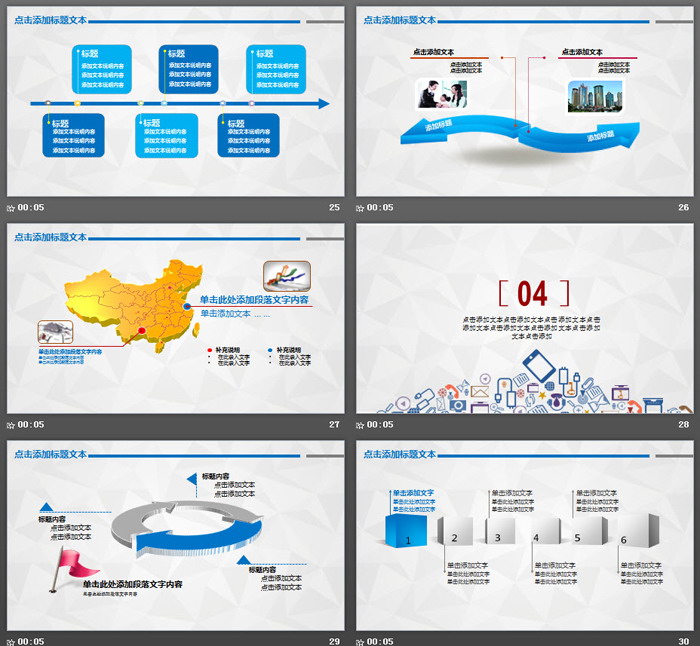 点击添加标题文本
标题
添加文本说明内容
添加文本说明内容
添加文本说明内容
标题
添加文本说明内容
添加文本说明内容
添加文本说明内容
标题
添加文本说明内容
添加文本说明内容
添加文本说明内容
标题
添加文本说明内容
添加文本说明内容
添加文本说明内容
标题
添加文本说明内容
添加文本说明内容
添加文本说明内容
标题
添加文本说明内容
添加文本说明内容
添加文本说明内容
00:05
25
点击添加标题文本
点击添加文本
点击添加文本
点击添加文本
点击添加文本
点击添加文本
点击添加文本
添加标题
添加标题
00:05
26
点击添加标题文本
单击此处添加段落文字内容
单击添加文本 … …
单击此处添加段落文字内容
补充说明
• 在此录入文字
• 在此录入文字
补充说明
• 在此录入文字
• 在此录入文字
00:05
27
[ 04 ]
点击添加文本点击添加文本点击添加文本点击
添加文本点击添加文本点击添加文本点击添加
文本点击添加
00:05
28
点击添加标题文本
标题内容
点击添加文本
点击添加文本
标题内容
点击添加文本
点击添加文本
标题内容
点击添加文本
点击添加文本
单击此处添加段落文字内容
00:05
29
点击添加标题文本
单击添加文字
单击此处添加文字
单击此处添加文字
单击添加文字
单击此处添加文字
单击此处添加文字
单击添加文字
单击此处添加文字
单击此处添加文字
1
2
3
4
5
6
单击添加文字
单击此处添加文字
单击此处添加文字
单击添加文字
单击此处添加文字
单击此处添加文字
单击添加文字
单击此处添加文字
单击此处添加文字
00:05
30